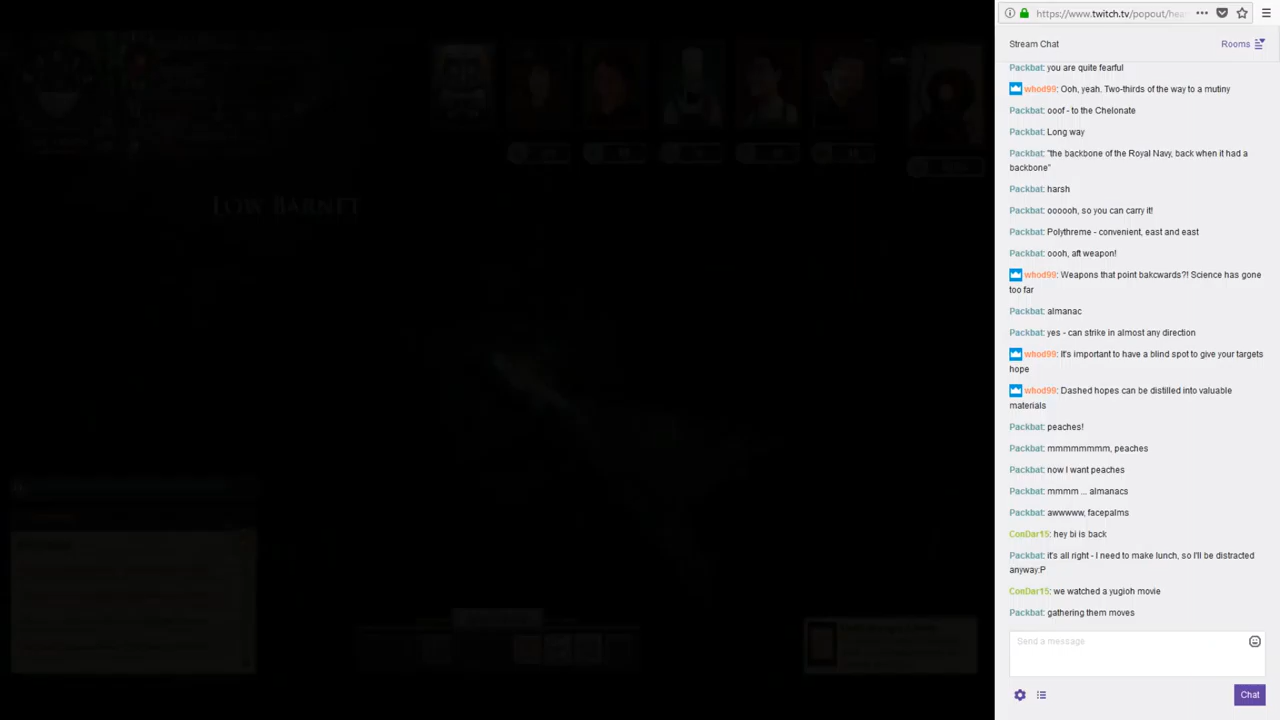 https://www.twitch.tv/popout/hea
Stream Chat
Rooms
Packbat: you are quite fearful
whod99: Ooh, yeah. Two-thirds of the way to a mutiny
Packbat: ooof - to the Chelonate
Packbat: Long way
Packbat: "the backbone of the Royal Navy, back when it had a
backbone"
Packbat: harsh
Packbat: oooooh, so you can carry it!
Packbat: Polythreme - convenient, east and east
Packbat: oooh, aft weapon!
whod99: Weapons that point bakcwards?! Science has gone
too far
Packbat: almanac
Packbat: yes - can strike in almost any direction
whod99: It's important to have a blind spot to give your targets
hope
whod99: Dashed hopes can be distilled into valuable
materials
Packbat: peaches!
Packbat: mmmmmmmm, peaches
Packbat: now I want peaches
Packbat: mmmm ... almanacs
Packbat: awwwww, facepalms
ConDar15: hey bi is back
Packbat: it's all right - I need to make lunch, so I'll be distracted
anyway:P
ConDar15: we watched a yugioh movie
Packbat: gathering them moves
Send a message
Chat
LOW BARNET